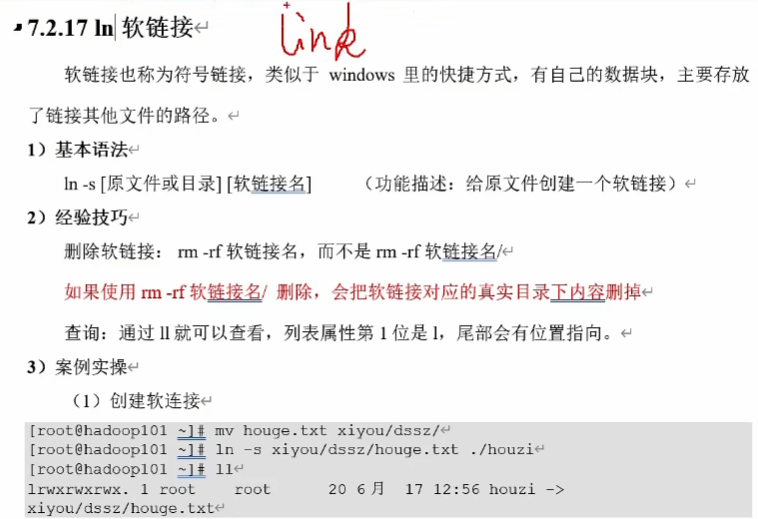 7.2.17 ln 软链接
Link
软链接也称为符号链接，类似于 windows 里的快捷方式，有自己的数据块，主要存放
了链接其他文件的路径。
1）基本语法
ln -s [原文件或目录] [软链接名]　　（功能描述：给原文件创建一个软链接）
2）经验技巧
删除软链接： rm -rf 软链接名，而不是 rm -rf 软链接名/
如果使用 rm -rf 软链接名/ 删除，会把软链接对应的真实目录下内容删掉
查询：通过 ll 就可以查看，列表属性第 1 位是 l，尾部会有位置指向。
3）案例实操
（1）创建软连接
[root@hadoop101 ~]# mv houge.txt xiyou/dssz/
[root@hadoop101 ~]# ln -s xiyou/dssz/houge.txt ./houzi
[root@hadoop101 ~]# ll
lrwxrwxrwx. 1 root    root      20 6 月  17 12:56 houzi ->
xiyou/dssz/houge.txt